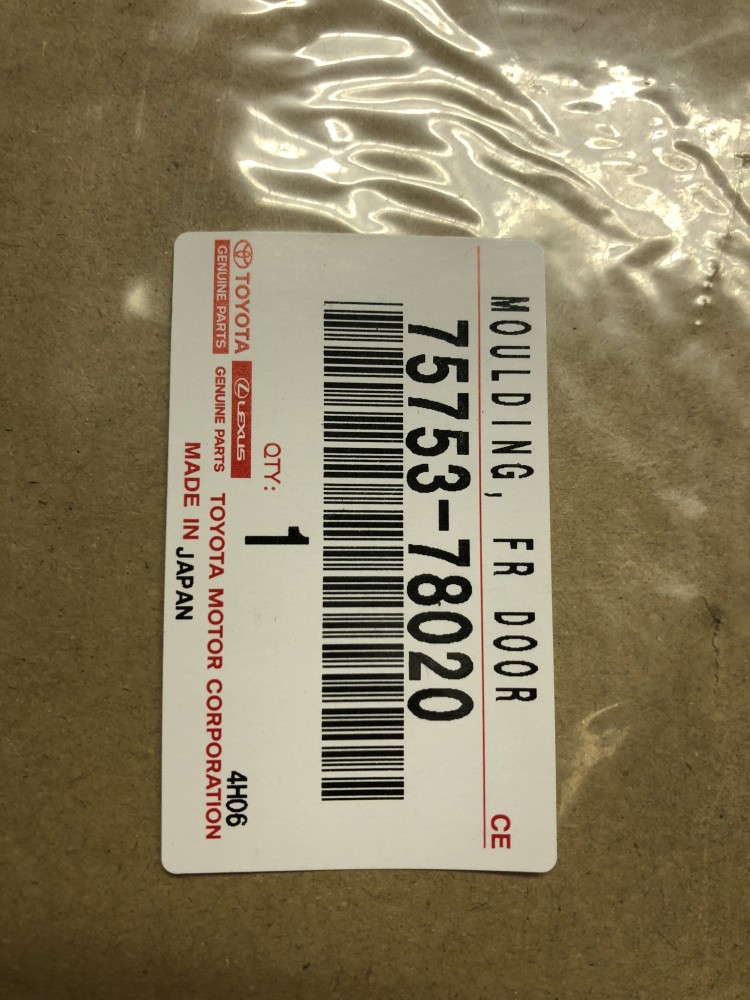 MOULDING, FR DOOR
CE
75753-78020
QTY:
1
4H06
TOYOTA
GENUINE PARTS
LEXUS
GENUINE PARTS
TOYOTA MOTOR CORPORATION
MADE IN JAPAN